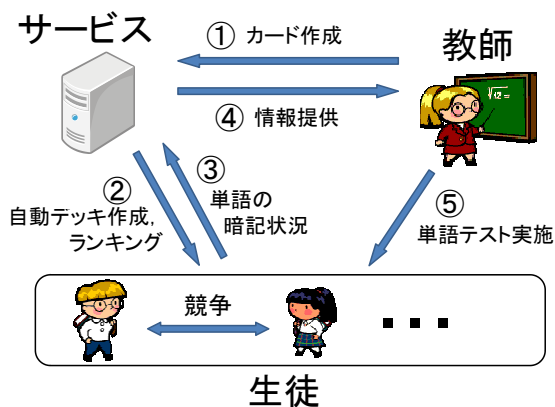 サービス
① カード作成
教師
√12 =
④ 情報提供
②
自動デッキ作成,
ランキング
③
単語の
暗記状況
⑤
単語テスト実施
競争
■ ■ ■
生徒